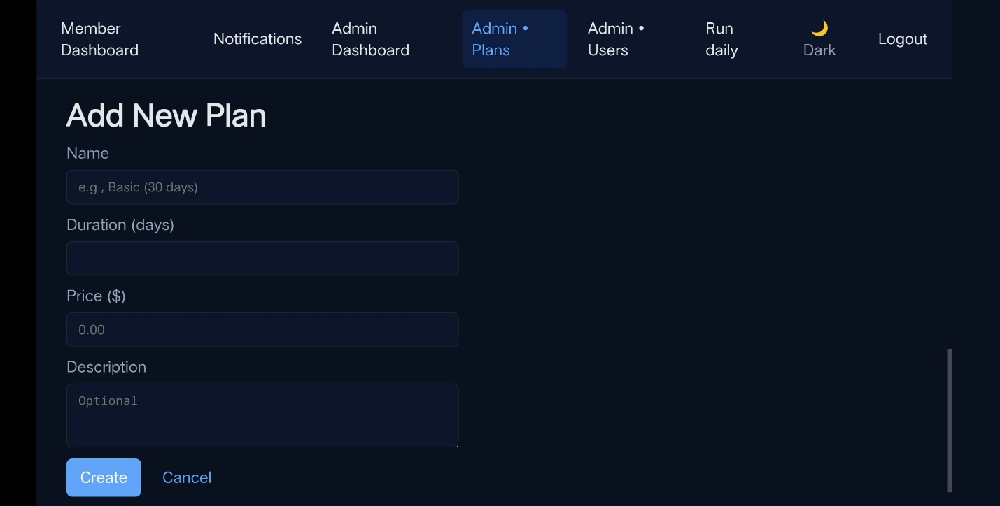 Member
Dashboard
Notifications
Admin
Dashboard
Admin •
Plans
Admin •
Users
Run
daily
🌙
Dark
Logout
Add New Plan
Name
e.g., Basic (30 days)
Duration (days)
Price ($)
0.00
Description
Optional
Create
Cancel